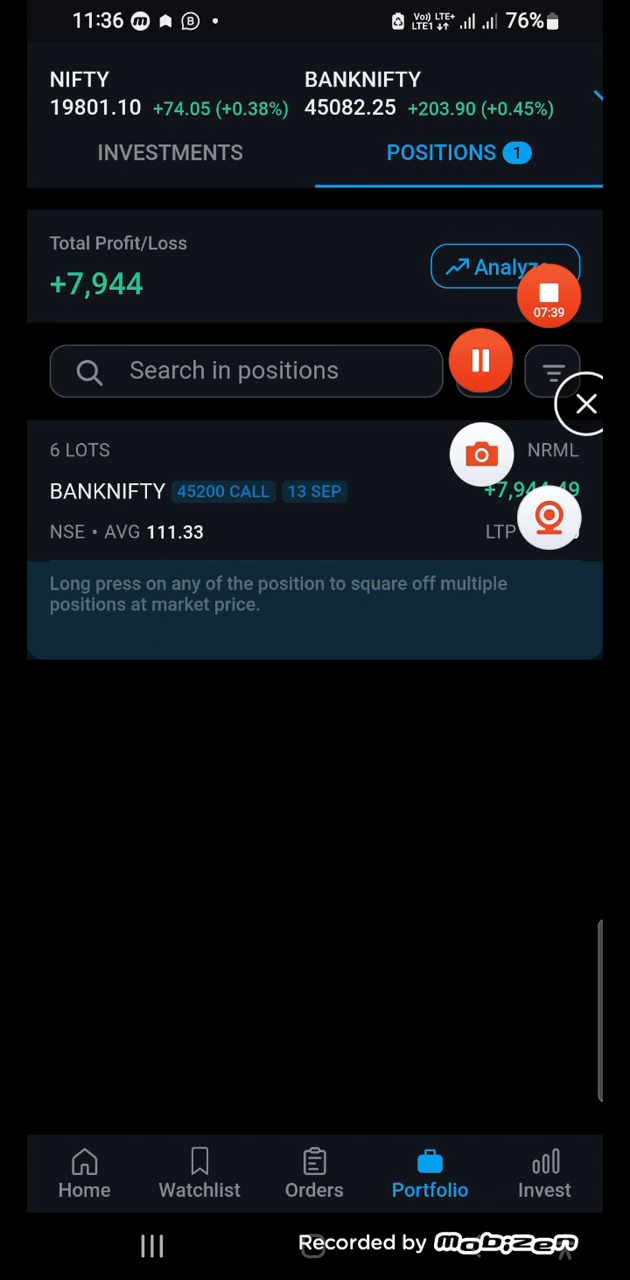 11:36 Vo)) LTE+ LTE1 76%
NIFTY BANKNIFTY
19801.10 +74.05 (+0.38%) 45082.25 +203.90 (+0.45%)
INVESTMENTS POSITIONS 1
Total Profit/Loss
+7,944
07:39
Search in positions
6 LOTS NRML
BANKNIFTY 45200 CALL 13 SEP
NSE • AVG 111.33 LTP
Long press on any of the position to square off multiple
positions at market price.
Home Watchlist Orders Portfolio Invest
Recorded by mobizen